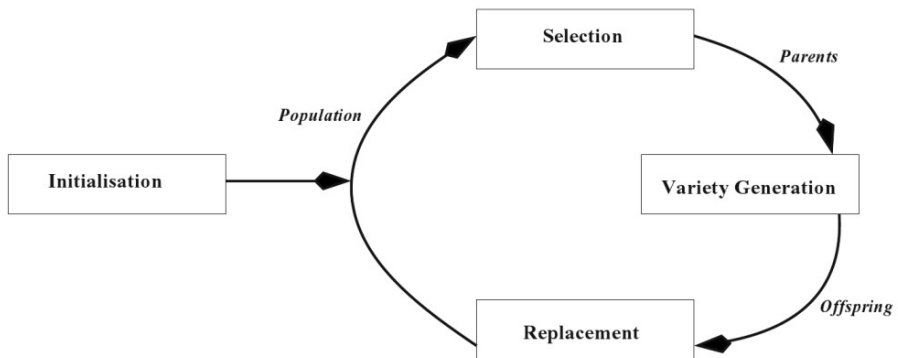 Selection
Parents
Population
Initialisation
Variety Generation
Offspring
Replacement